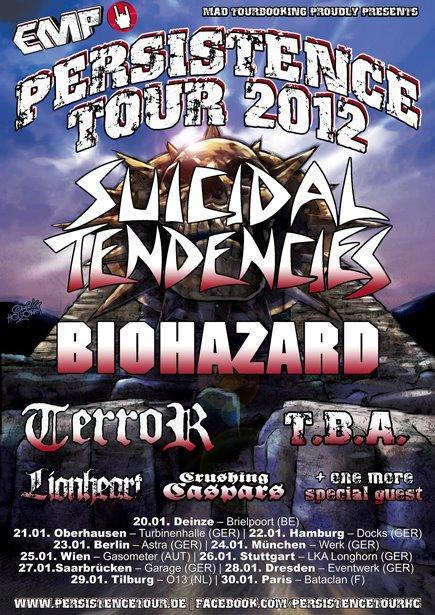 MAD TOURBOOKING PROUDLY PRESENTS
EMP
PERSISTENCE
TOUR 2012
SUICIDAL
TENDENCIES
BIOHAZARD
TERROR T.B.A.
Lionheart Crushing Caspars + one more special guest
20.01. Deinze – Brielpoort (BE)
21.01. Oberhausen – Turbinenhalle (GER) | 22.01. Hamburg – Docks (GER)
23.01. Berlin – Astra (GER) | 24.01. München – Werk (GER)
25.01. Wien – Gasometer (AUT) | 26.01. Stuttgart – LKA Longhorn (GER)
27.01.Saarbrücken – Garage (GER) | 28.01. Dresden – Eventwerk (GER)
29.01. Tilburg – O13 (NL) | 30.01. Paris – Bataclan (F)
WWW.PERSISTENCETOUR.DE | FACEBOOK.COM/PERSISTENCETOURHC